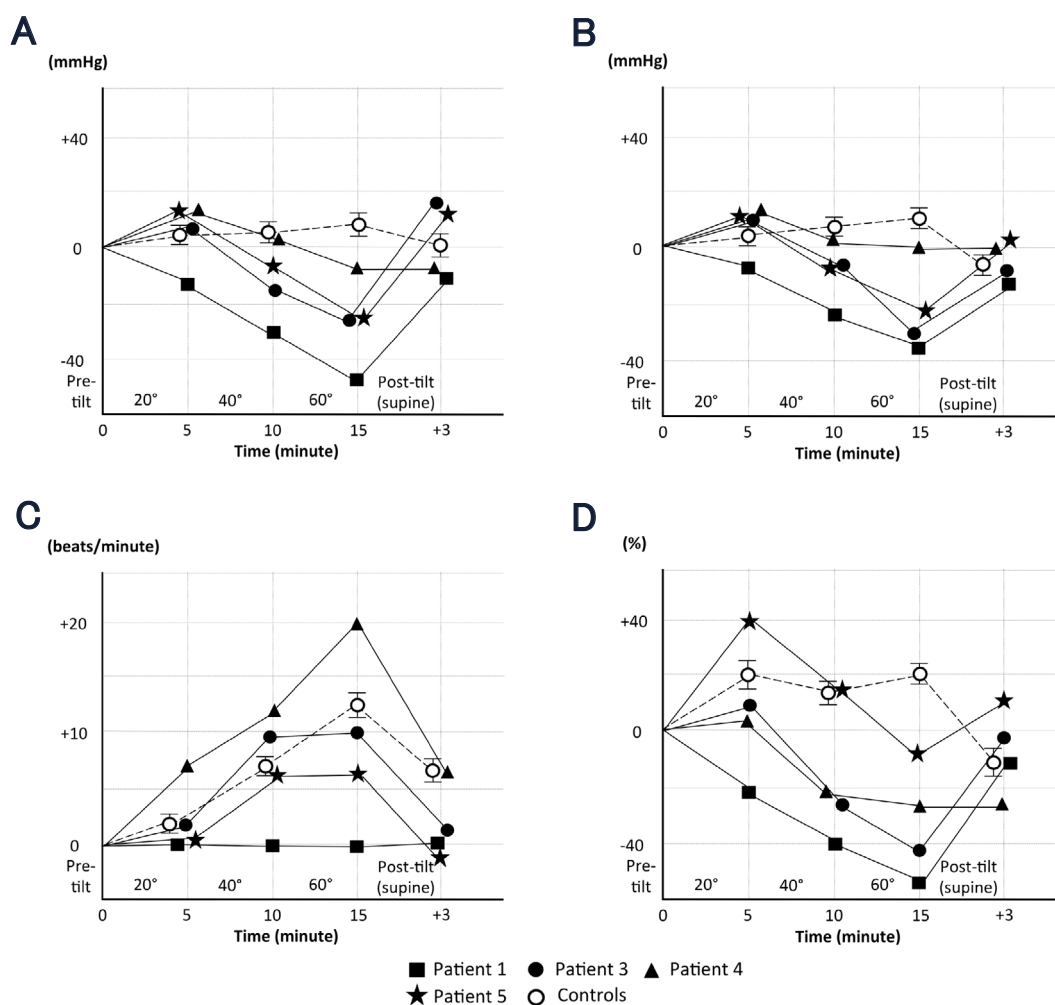 A
(mmHg)
+40
0
-40
Pre-
tilt
20°
40°
60°
Post-tilt
(supine)
0
5
10
15
+3
Time (minute)
B
(mmHg)
+40
0
-40
Pre-
tilt
20°
40°
60°
Post-tilt
(supine)
0
5
10
15
+3
Time (minute)
C
(beats/minute)
+20
+10
0
Pre-
tilt
20°
40°
60°
Post-tilt
(supine)
0
5
10
15
+3
Time (minute)
D
(%)
+40
0
-40
Pre-
tilt
20°
40°
60°
Post-tilt
(supine)
0
5
10
15
+3
Time (minute)
Patient 1
Patient 3
Patient 4
Patient 5
Controls